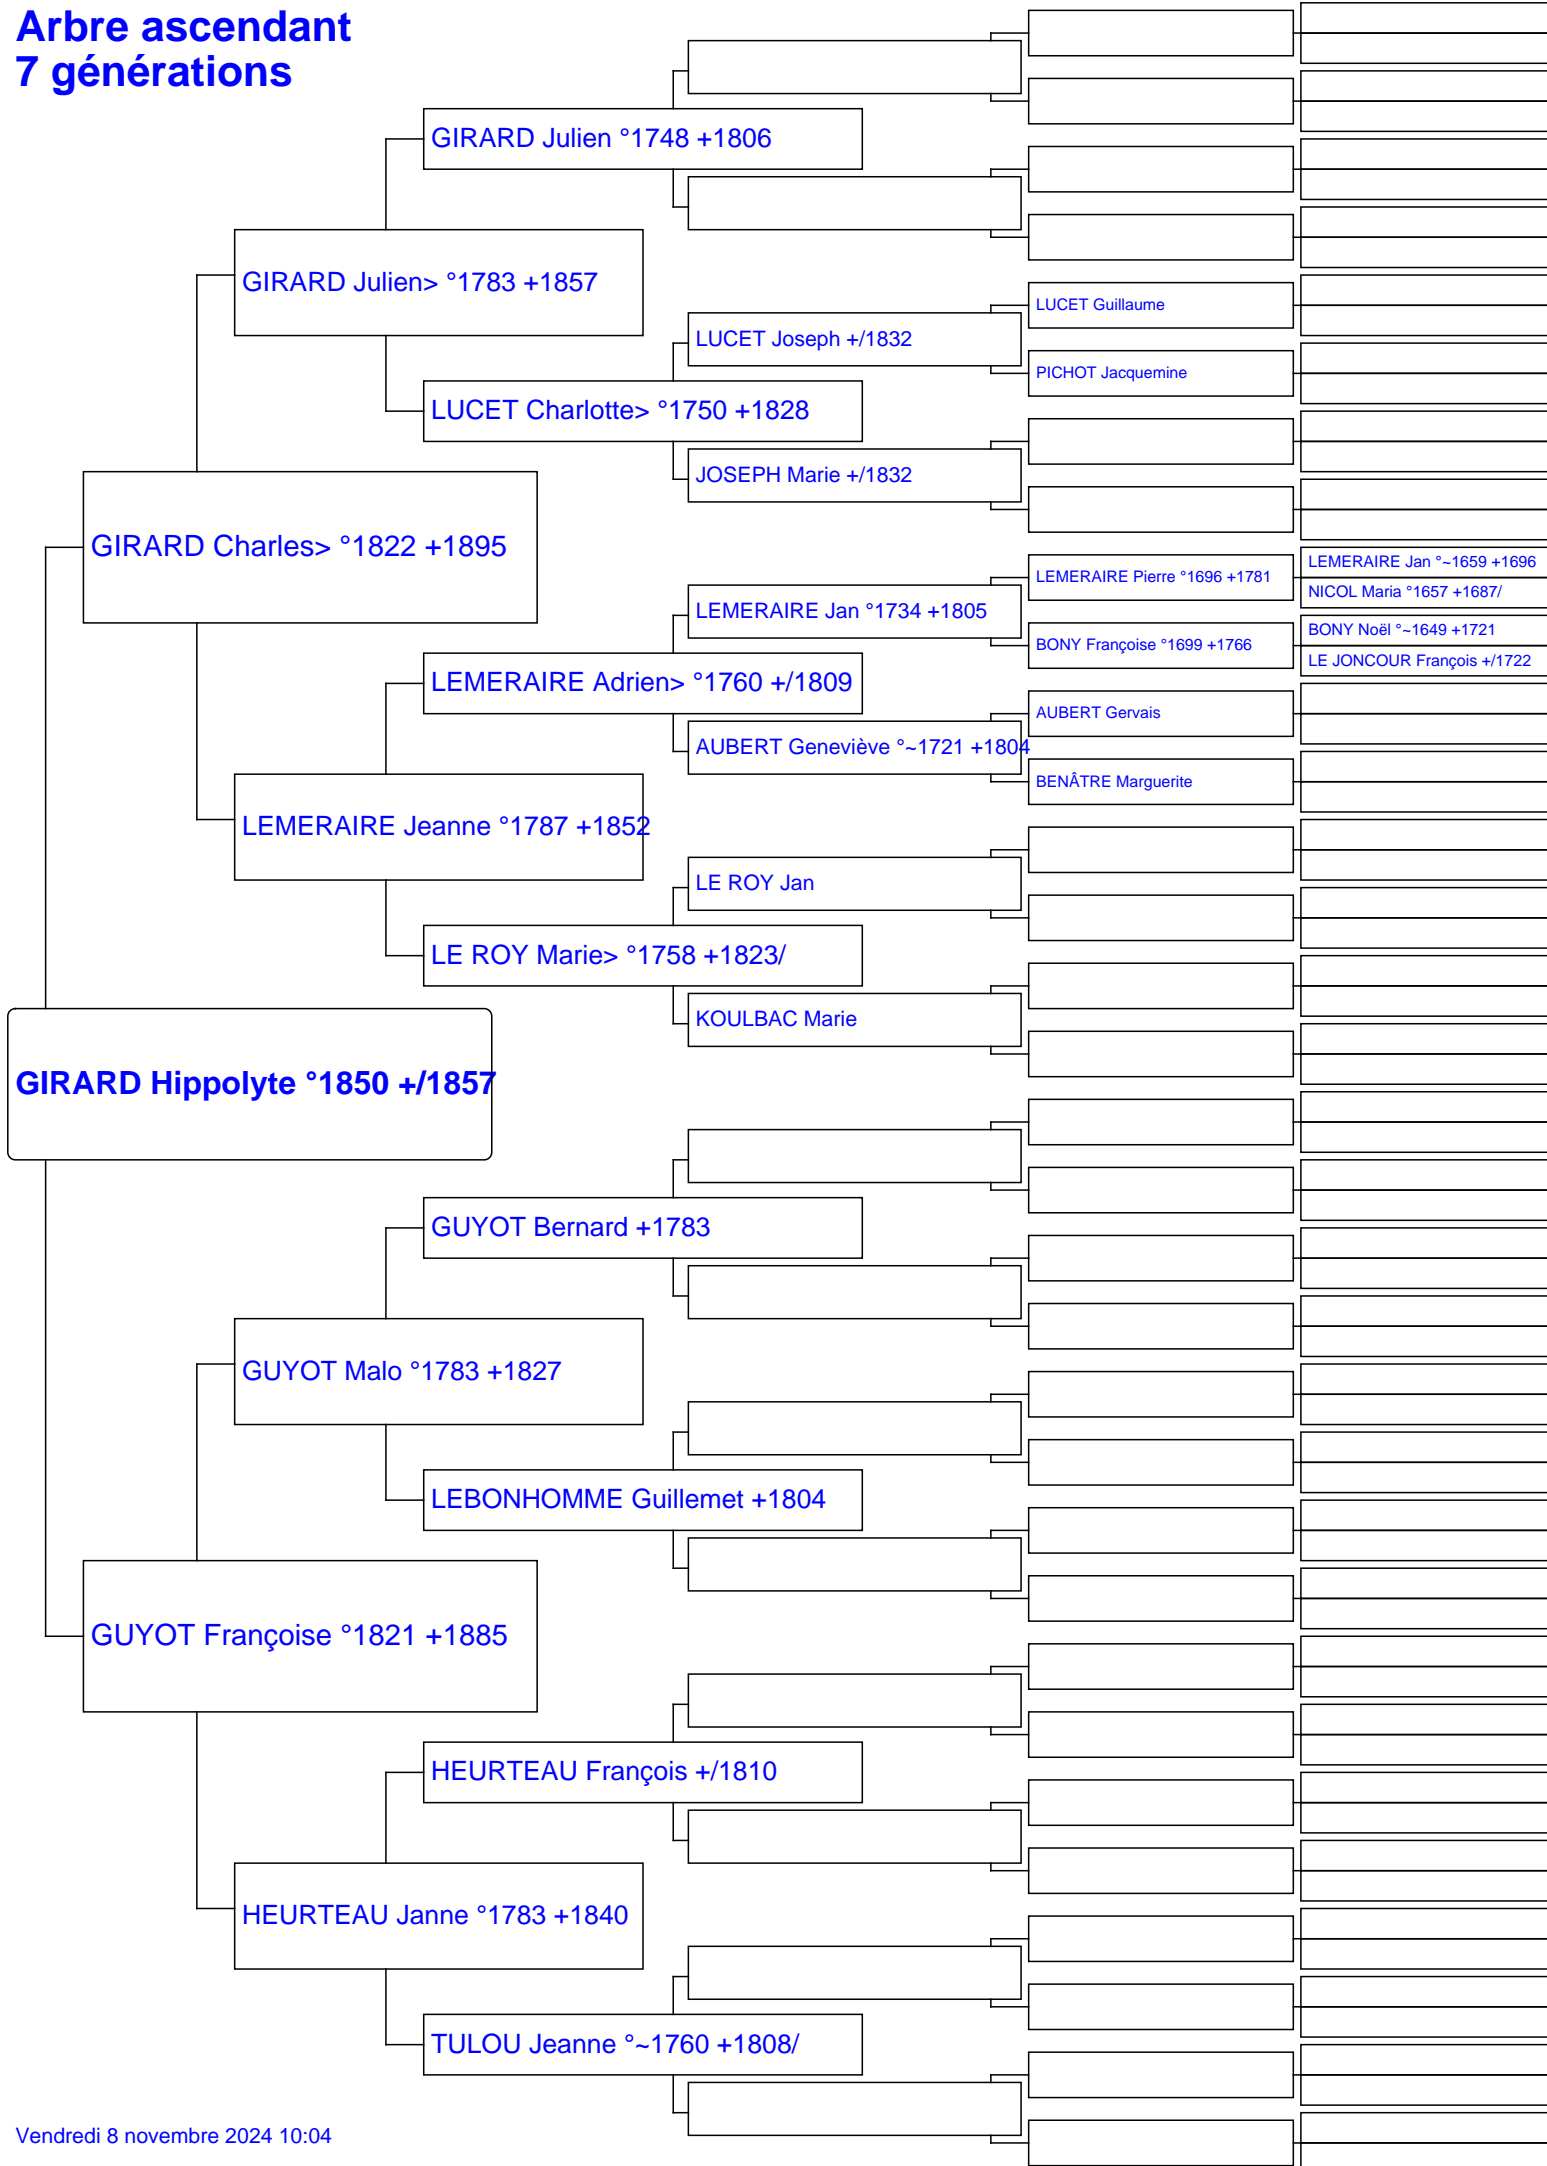 Arbre ascendant
7 générations
GIRARD Julien °1748 +1806
GIRARD Julien> °1783 +1857
LUCET Guillaume
LUCET Joseph +/1832
PICHOT Jacquemine
LUCET Charlotte> °1750 +1828
JOSEPH Marie +/1832
GIRARD Charles> °1822 +1895
LEMERAIRE Jan °~1659 +1696
LEMERAIRE Pierre °1696 +1781
NICOL Maria °1657 +1687/
LEMERAIRE Jan °1734 +1805
BONY Noël °~1649 +1721
BONY Françoise °1699 +1766
LE JONCOUR François +/1722
LEMERAIRE Adrien> °1760 +/1809
AUBERT Gervais
AUBERT Geneviève °~1721 +1804
BENÂTRE Marguerite
LEMERAIRE Jeanne °1787 +1852
LE ROY Jan
LE ROY Marie> °1758 +1823/
KOULBAC Marie
GIRARD Hippolyte °1850 +/1857
GUYOT Bernard +1783
GUYOT Malo °1783 +1827
LEBONHOMME Guillemet +1804
GUYOT Françoise °1821 +1885
HEURTEAU François +/1810
HEURTEAU Janne °1783 +1840
TULOU Jeanne °~1760 +1808/
Vendredi 8 novembre 2024 10:04